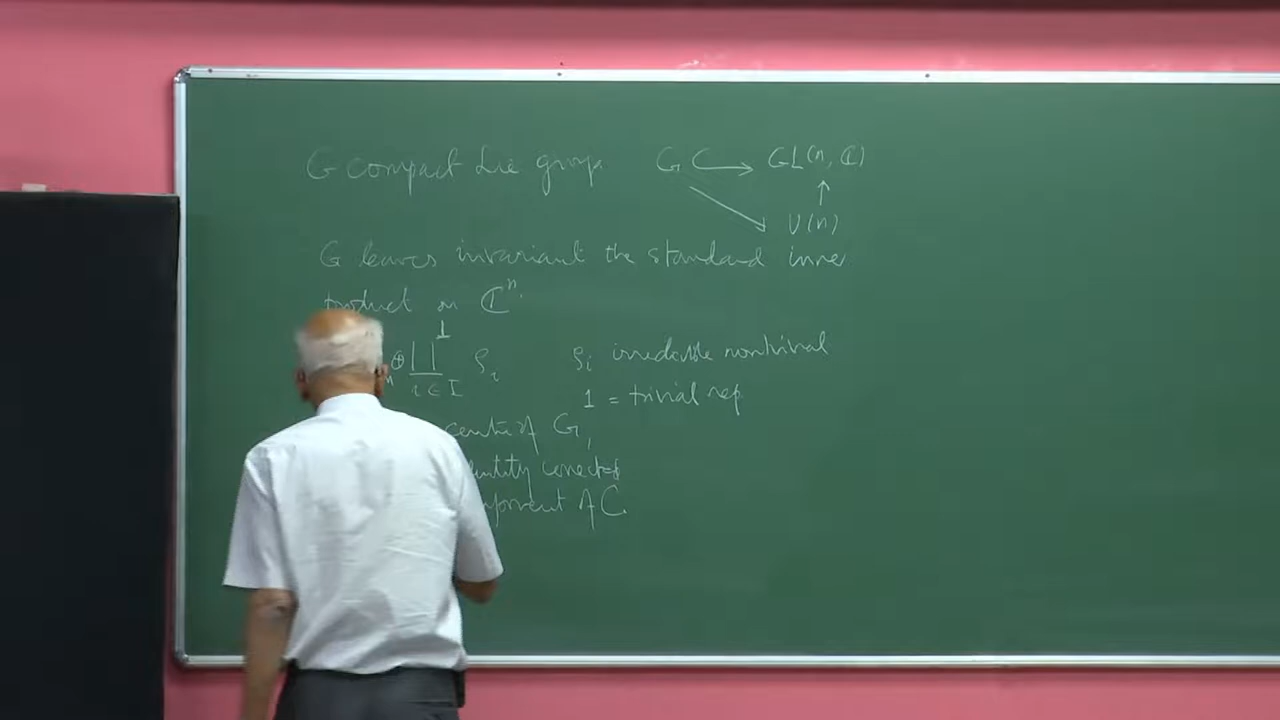 G compact Lie group G ↪ GL(n, ℂ)
↑
U(n)
G leaves invariant the standard inner
product on ℂⁿ.
⊕ ∐ ⊥ i ∈ I ρᵢ ρᵢ irreducible nontrivial
1 = trivial rep
centre of G,
identity connected
component of C.